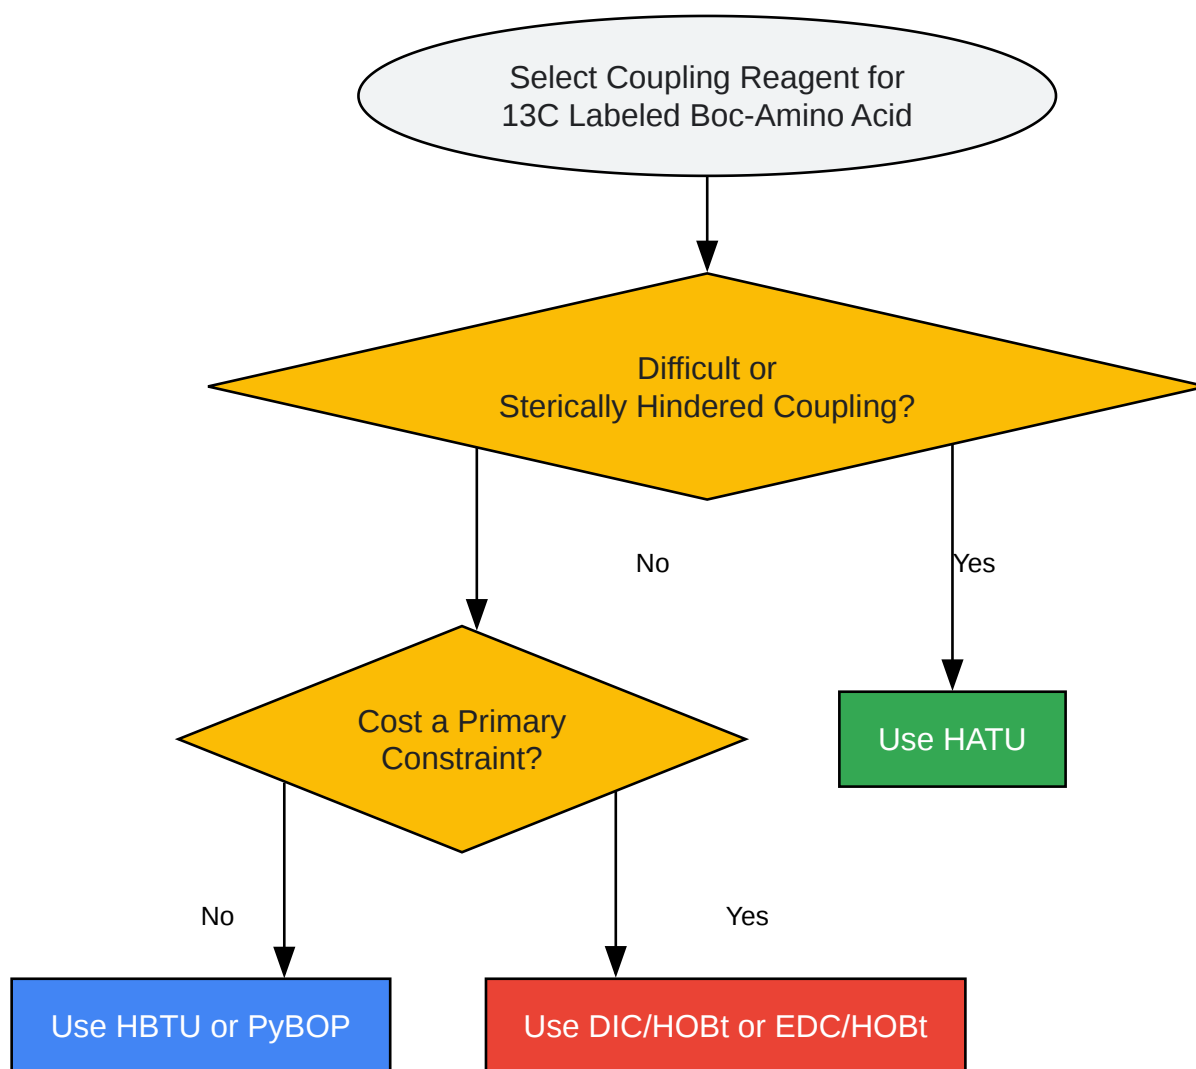 Select Coupling Reagent for
13C Labeled Boc-Amino Acid
Difficult or
Sterically Hindered Coupling?
No
Yes
Cost a Primary
Constraint?
Use HATU
No
Yes
Use HBTU or PyBOP
Use DIC/HOBt or EDC/HOBt